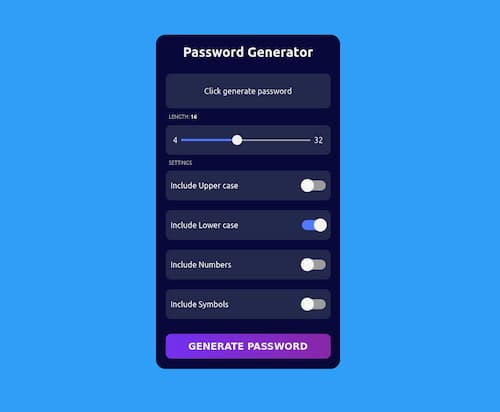 Password Generator
Click generate password
LENGTH: 16
4 32
SETTINGS
Include Upper case
Include Lower case
Include Numbers
Include Symbols
GENERATE PASSWORD